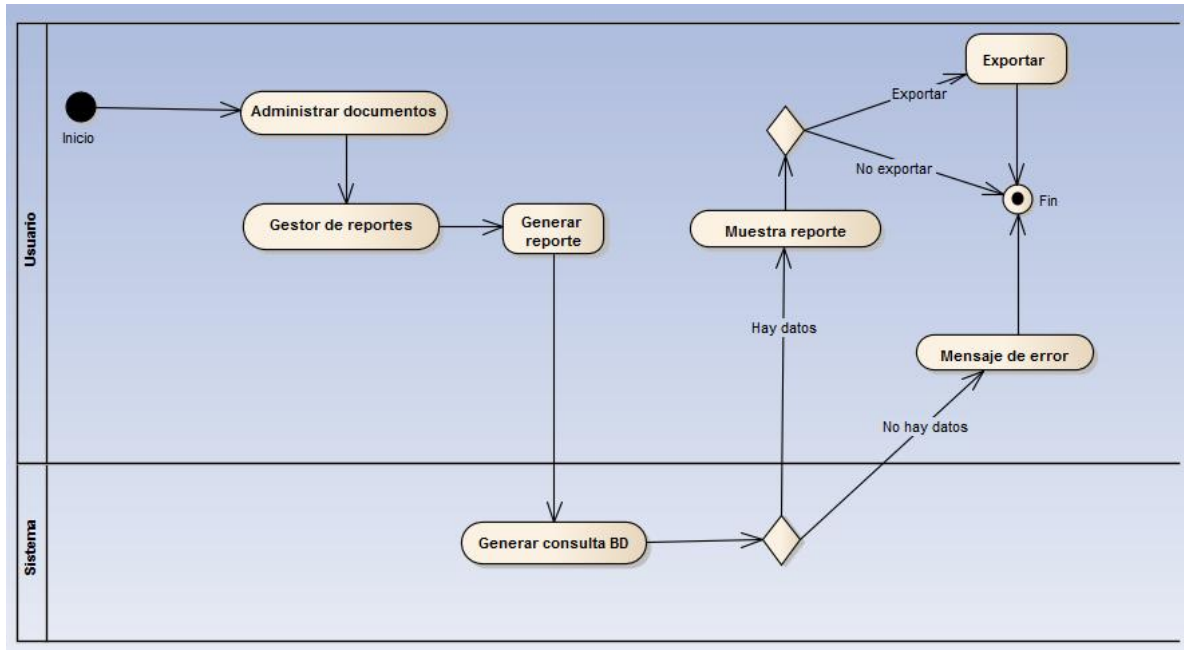 Usuario
Inicio
Administrar documentos
Gestor de reportes
Generar
reporte
Exportar
Exportar
No exportar
Fin
Muestra reporte
Hay datos
Mensaje de error
No hay datos
Sistema
Generar consulta BD